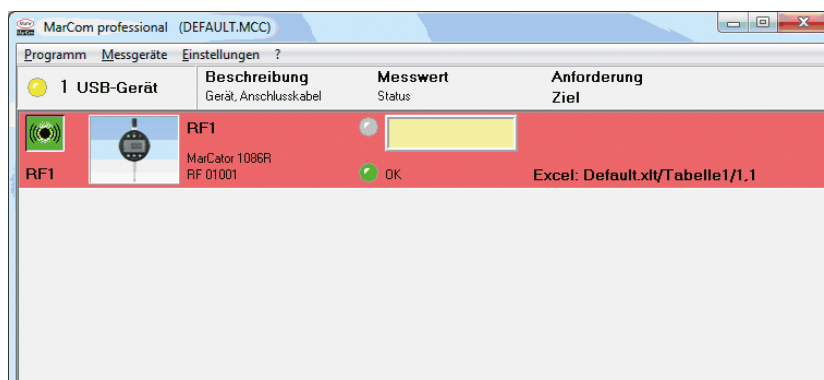 MarCom professional (DEFAULT.MCC)
Programm Messgeräte Einstellungen ?
1 USB-Gerät
Beschreibung Messwert Anforderung
Gerät, Anschlusskabel Status Ziel
RF1
MarCator 1086R
RF1 RF 01001 OK Excel: Default.xlt/Tabelle1/1,1